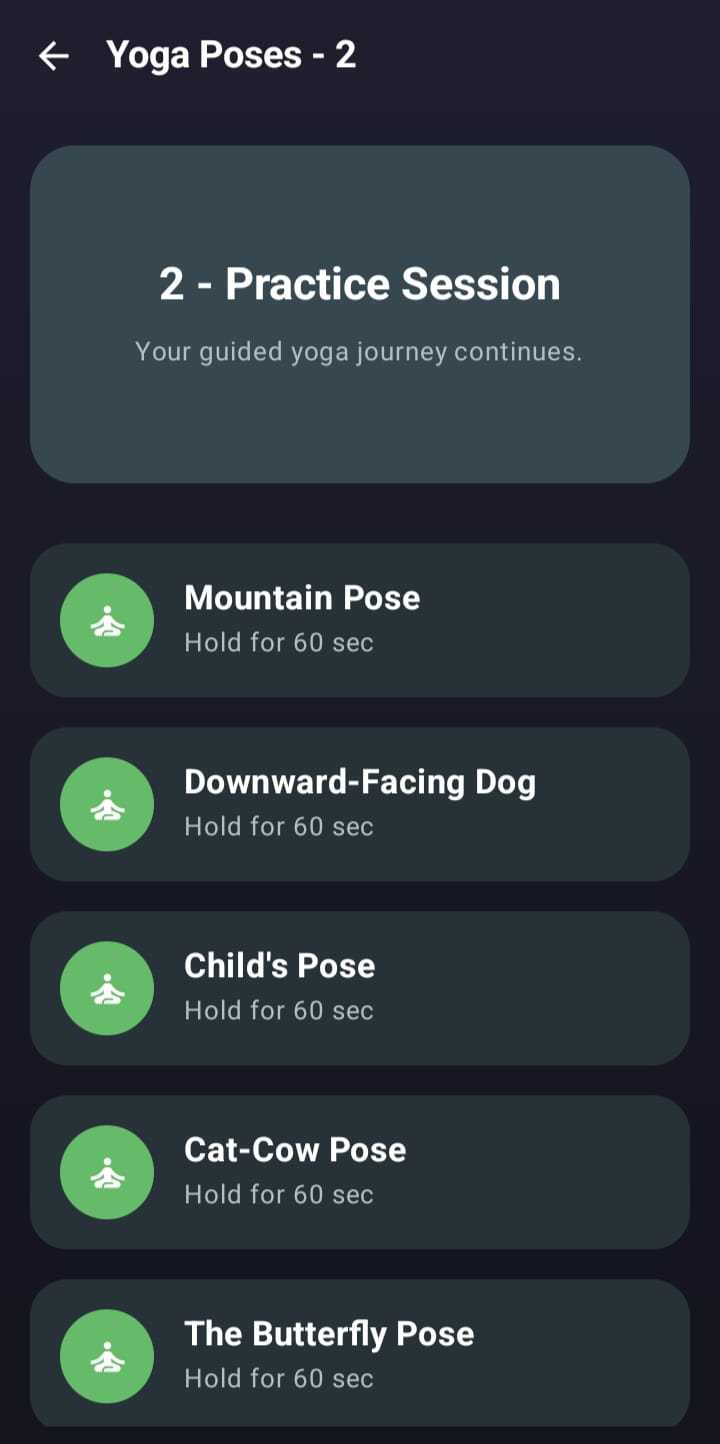 Yoga Poses - 2
2 - Practice Session
Your guided yoga journey continues.
Mountain Pose
Hold for 60 sec
Downward-Facing Dog
Hold for 60 sec
Child's Pose
Hold for 60 sec
Cat-Cow Pose
Hold for 60 sec
The Butterfly Pose
Hold for 60 sec